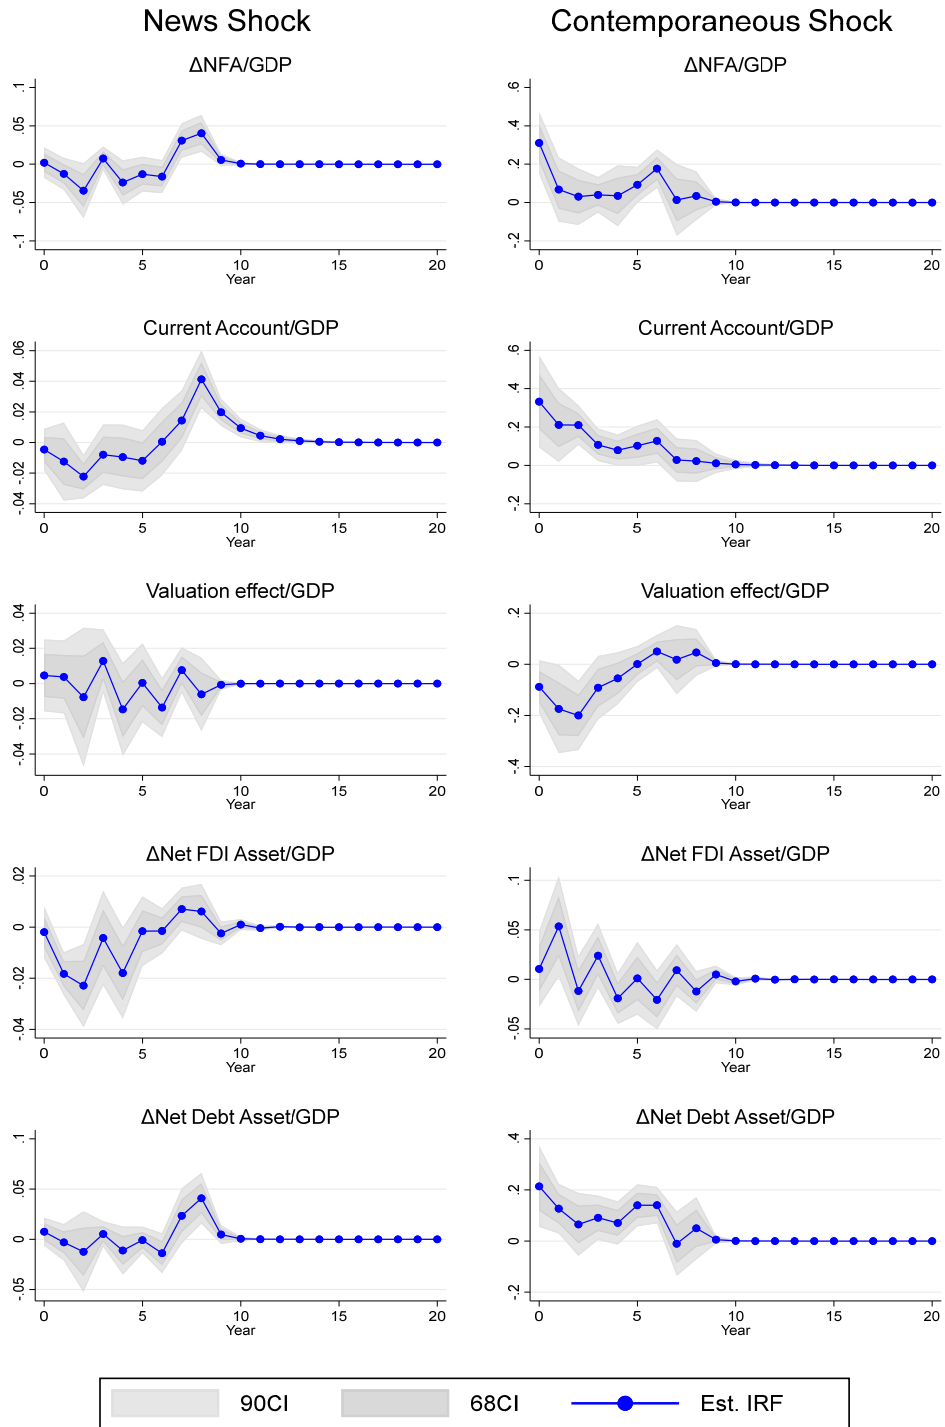 News Shock Contemporaneous Shock
ΔNFA/GDP ΔNFA/GDP
.1 .05 0 -.05 -.1 .6 .4 .2 0 -.2
0 5 10 15 20 0 5 10 15 20
Year Year
Current Account/GDP Current Account/GDP
.06 .04 .02 0 -.02 -.04 .6 .4 .2 0 -.2
0 5 10 15 20 0 5 10 15 20
Year Year
Valuation effect/GDP Valuation effect/GDP
.04 .02 0 -.02 -.04 .2 0 -.2 -.4
0 5 10 15 20 0 5 10 15 20
Year Year
ΔNet FDI Asset/GDP ΔNet FDI Asset/GDP
.02 0 -.02 -.04 .1 .05 0 -.05
0 5 10 15 20 0 5 10 15 20
Year Year
ΔNet Debt Asset/GDP ΔNet Debt Asset/GDP
.1 .05 0 -.05 .4 .2 0 -.2
0 5 10 15 20 0 5 10 15 20
Year Year
90CI 68CI Est. IRF